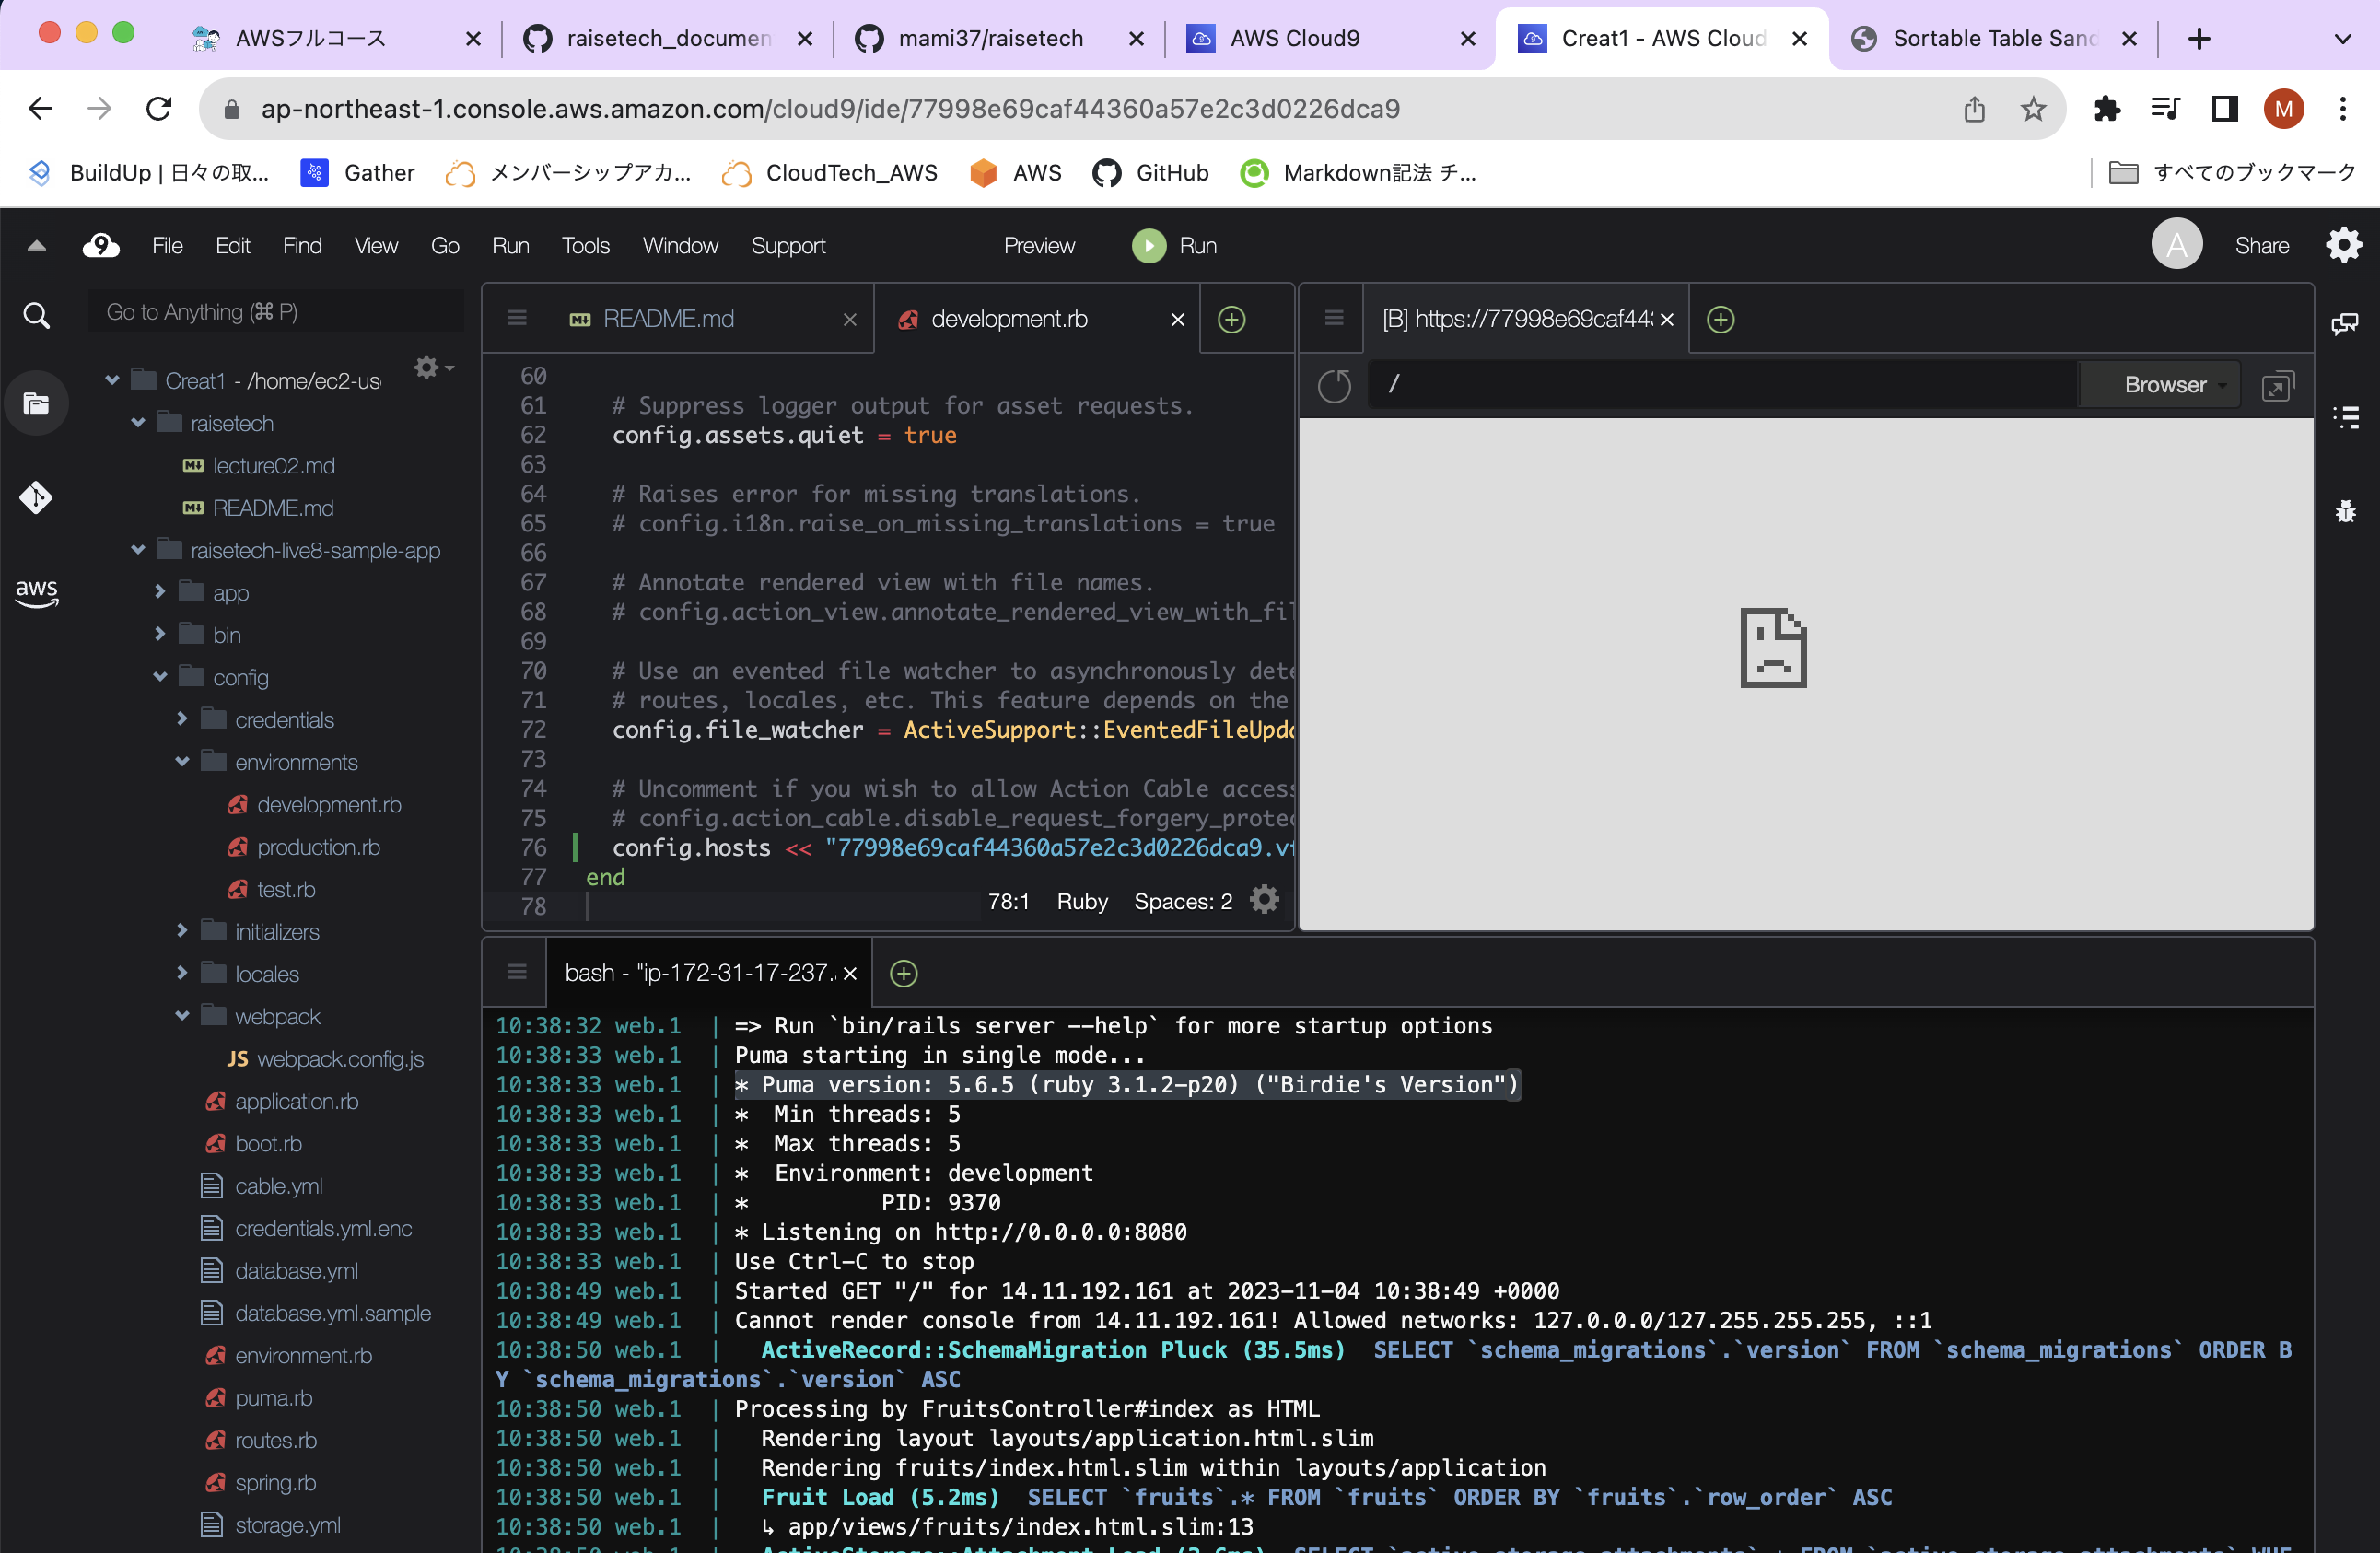 AWSフルコース
raisetech_documen
mami37/raisetech
AWS Cloud9
Creat1 - AWS Cloud
Sortable Table Sand
ap-northeast-1.console.aws.amazon.com/cloud9/ide/77998e69caf44360a57e2c3d0226dca9
M
BuildUp | 日々の取...
Gather
メンバーシップアカ...
CloudTech_AWS
AWS
GitHub
Markdown記法 チ...
すべてのブックマーク
9 File Edit Find View Go Run Tools Window Support Preview Run A Share
Go to Anything (⌘ P)
Creat1 - /home/ec2-us
raisetech
lecture02.md
README.md
raisetech-live8-sample-app
app
bin
config
credentials
environments
development.rb
production.rb
test.rb
initializers
locales
webpack
JS webpack.config.js
application.rb
boot.rb
cable.yml
credentials.yml.enc
database.yml
database.yml.sample
environment.rb
puma.rb
routes.rb
spring.rb
storage.yml
aws
README.md
development.rb
60
61 # Suppress logger output for asset requests.
62 config.assets.quiet = true
63
64 # Raises error for missing translations.
65 # config.i18n.raise_on_missing_translations = true
66
67 # Annotate rendered view with file names.
68 # config.action_view.annotate_rendered_view_with_fil
69
70 # Use an evented file watcher to asynchronously dete
71 # routes, locales, etc. This feature depends on the
72 config.file_watcher = ActiveSupport::EventedFileUpda
73
74 # Uncomment if you wish to allow Action Cable access
75 # config.action_cable.disable_request_forgery_protec
76 config.hosts << "77998e69caf44360a57e2c3d0226dca9.vf
77 end
78
78:1 Ruby Spaces: 2
[B] https://77998e69caf44
/
Browser
bash - "ip-172-31-17-237.
10:38:32 web.1 | => Run `bin/rails server --help` for more startup options
10:38:33 web.1 | Puma starting in single mode...
10:38:33 web.1 | * Puma version: 5.6.5 (ruby 3.1.2-p20) ("Birdie's Version")
10:38:33 web.1 | * Min threads: 5
10:38:33 web.1 | * Max threads: 5
10:38:33 web.1 | * Environment: development
10:38:33 web.1 | * PID: 9370
10:38:33 web.1 | * Listening on http://0.0.0.0:8080
10:38:33 web.1 | Use Ctrl-C to stop
10:38:49 web.1 | Started GET "/" for 14.11.192.161 at 2023-11-04 10:38:49 +0000
10:38:49 web.1 | Cannot render console from 14.11.192.161! Allowed networks: 127.0.0.0/127.255.255.255, ::1
10:38:50 web.1 | ActiveRecord::SchemaMigration Pluck (35.5ms) SELECT `schema_migrations`.`version` FROM `schema_migrations` ORDER B
Y `schema_migrations`.`version` ASC
10:38:50 web.1 | Processing by FruitsController#index as HTML
10:38:50 web.1 | Rendering layout layouts/application.html.slim
10:38:50 web.1 | Rendering fruits/index.html.slim within layouts/application
10:38:50 web.1 | Fruit Load (5.2ms) SELECT `fruits`.* FROM `fruits` ORDER BY `fruits`.`row_order` ASC
10:38:50 web.1 | ↳ app/views/fruits/index.html.slim:13